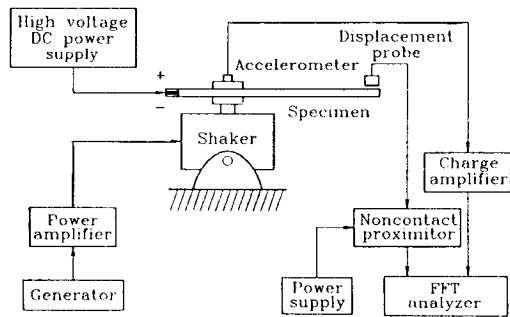 High voltage
DC power
supply
Displacement
probe
Accelerometer
+
−
Specimen
Shaker
Charge
amplifier
Power
amplifier
Noncontact
proximitor
Generator
Power
supply
FFT
analyzer